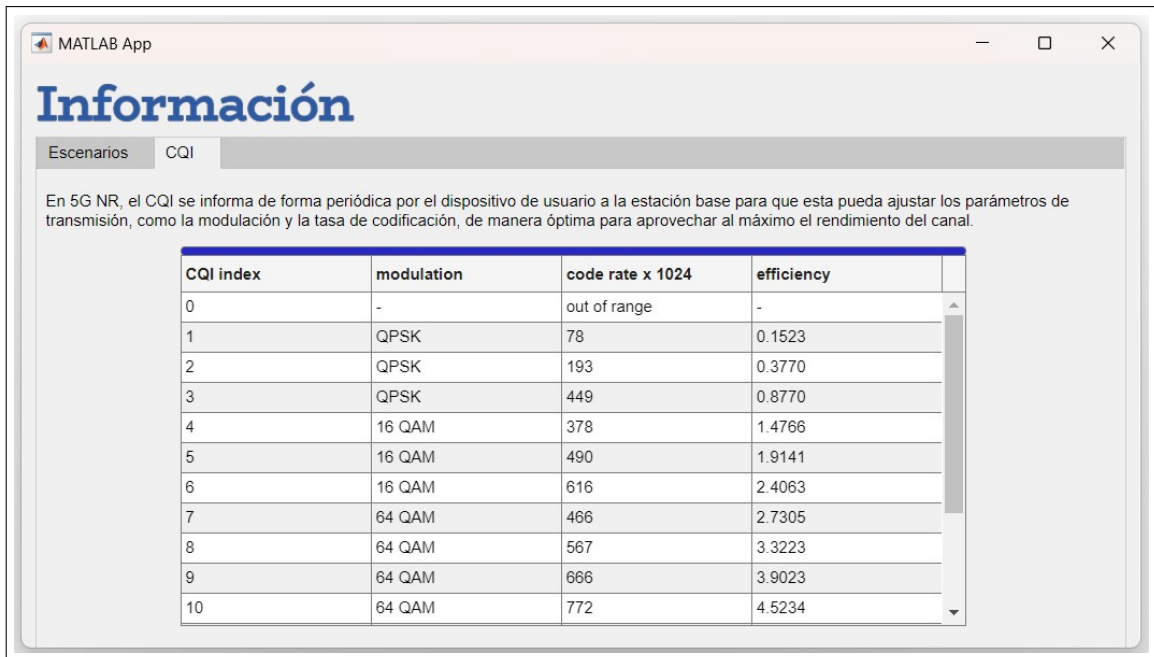 MATLAB App
Información
Escenarios CQI
En 5G NR, el CQI se informa de forma periódica por el dispositivo de usuario a la estación base para que esta pueda ajustar los parámetros de
transmisión, como la modulación y la tasa de codificación, de manera óptima para aprovechar al máximo el rendimiento del canal.
CQI index modulation code rate x 1024 efficiency
0 - out of range -
1 QPSK 78 0.1523
2 QPSK 193 0.3770
3 QPSK 449 0.8770
4 16 QAM 378 1.4766
5 16 QAM 490 1.9141
6 16 QAM 616 2.4063
7 64 QAM 466 2.7305
8 64 QAM 567 3.3223
9 64 QAM 666 3.9023
10 64 QAM 772 4.5234